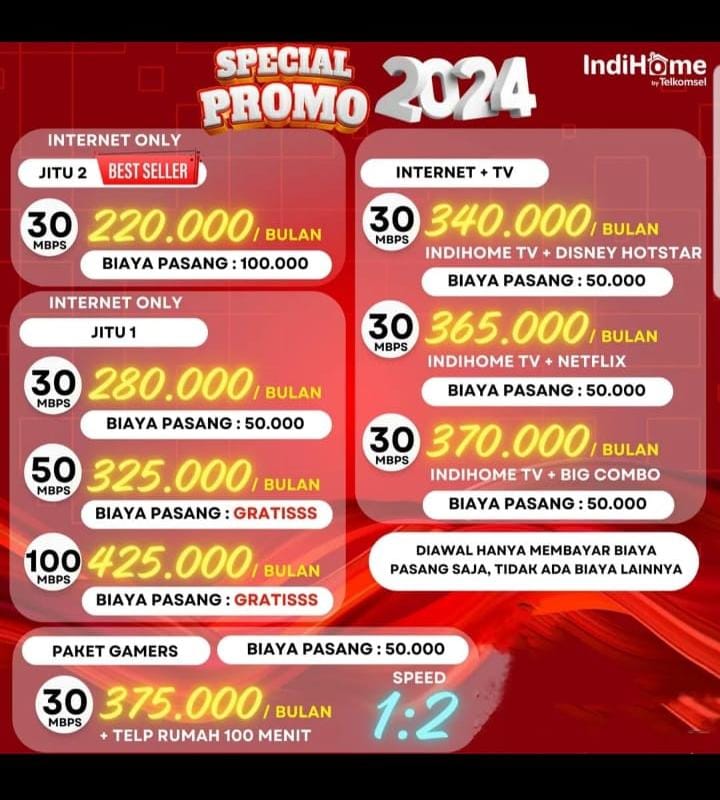 SPECIAL PROMO 2024
IndiHome
by Telkomsel
INTERNET ONLY
JITU 2 BEST SELLER
30 MBPS 220.000 / BULAN
BIAYA PASANG : 100.000
INTERNET ONLY
JITU 1
30 MBPS 280.000 / BULAN
BIAYA PASANG : 50.000
50 MBPS 325.000 / BULAN
BIAYA PASANG : GRATISSS
100 MBPS 425.000 / BULAN
BIAYA PASANG : GRATISSS
INTERNET + TV
30 MBPS 340.000 / BULAN
INDIHOME TV + DISNEY HOTSTAR
BIAYA PASANG : 50.000
30 MBPS 365.000 / BULAN
INDIHOME TV + NETFLIX
BIAYA PASANG : 50.000
30 MBPS 370.000 / BULAN
INDIHOME TV + BIG COMBO
BIAYA PASANG : 50.000
DIAWAL HANYA MEMBAYAR BIAYA
PASANG SAJA, TIDAK ADA BIAYA LAINNYA
PAKET GAMERS
BIAYA PASANG : 50.000
30 MBPS 375.000 / BULAN
+ TELP RUMAH 100 MENIT
SPEED
1:2